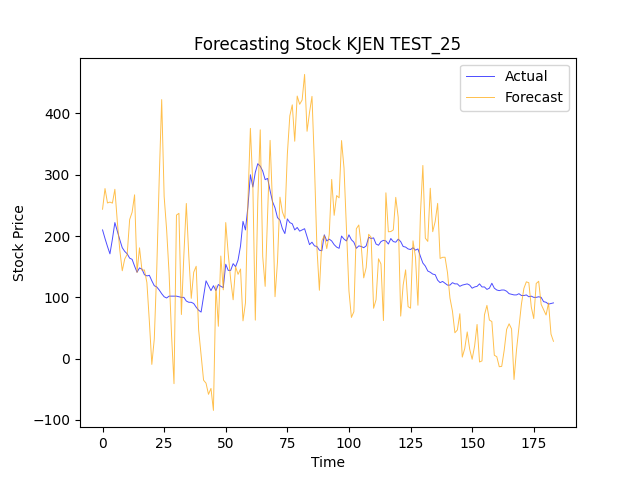 Forecasting Stock KJEN TEST_25
Actual
Forecast
Stock Price
400
300
200
100
0
−100
0 25 50 75 100 125 150 175
Time